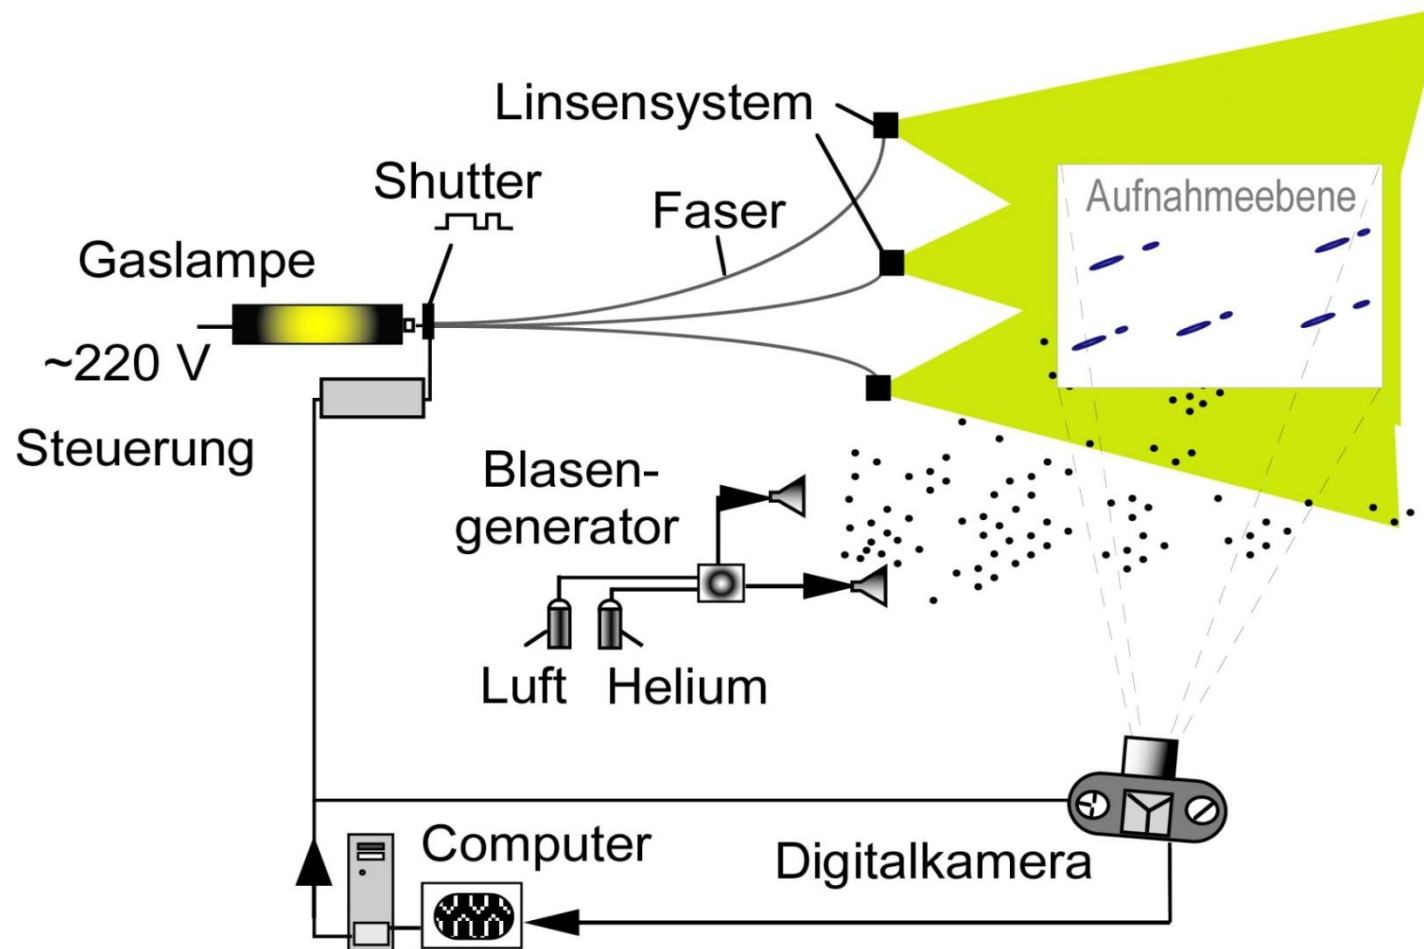 Linsensystem
Shutter
Faser
Aufnahmeebene
Gaslampe
~220 V
Steuerung
Blasen-
generator
Luft
Helium
Computer
Digitalkamera